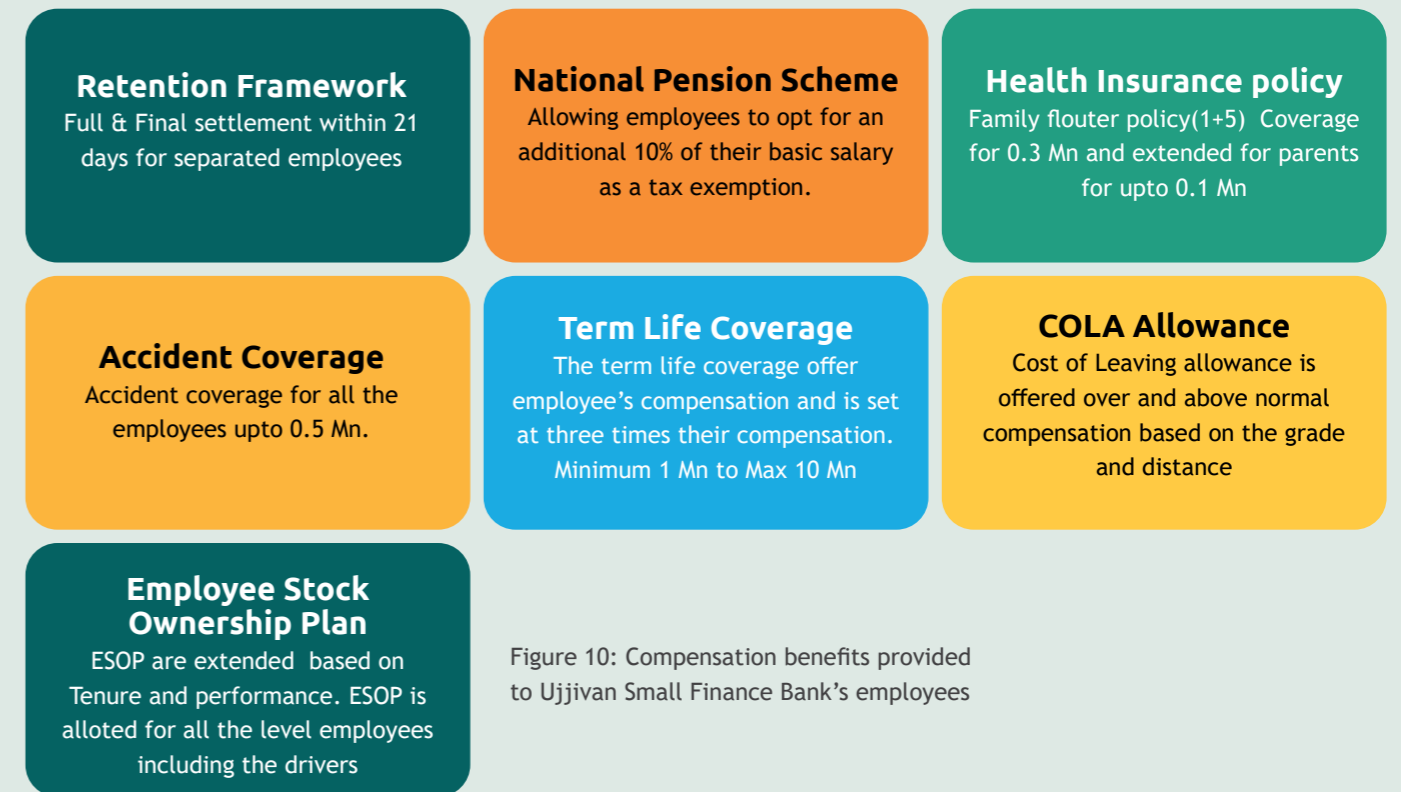 Retention Framework
Full & Final settlement within 21
days for separated employees
National Pension Scheme
Allowing employees to opt for an
additional 10% of their basic salary
as a tax exemption.
Health Insurance policy
Family flouter policy(1+5) Coverage
for 0.3 Mn and extended for parents
for upto 0.1 Mn
Accident Coverage
Accident coverage for all the
employees upto 0.5 Mn.
Term Life Coverage
The term life coverage offer
employee's compensation and is set
at three times their compensation.
Minimum 1 Mn to Max 10 Mn
COLA Allowance
Cost of Leaving allowance is
offered over and above normal
compensation based on the grade
and distance
Employee Stock
Ownership Plan
ESOP are extended based on
Tenure and performance. ESOP is
alloted for all the level employees
including the drivers
Figure 10: Compensation benefits provided
to Ujjivan Small Finance Bank's employees